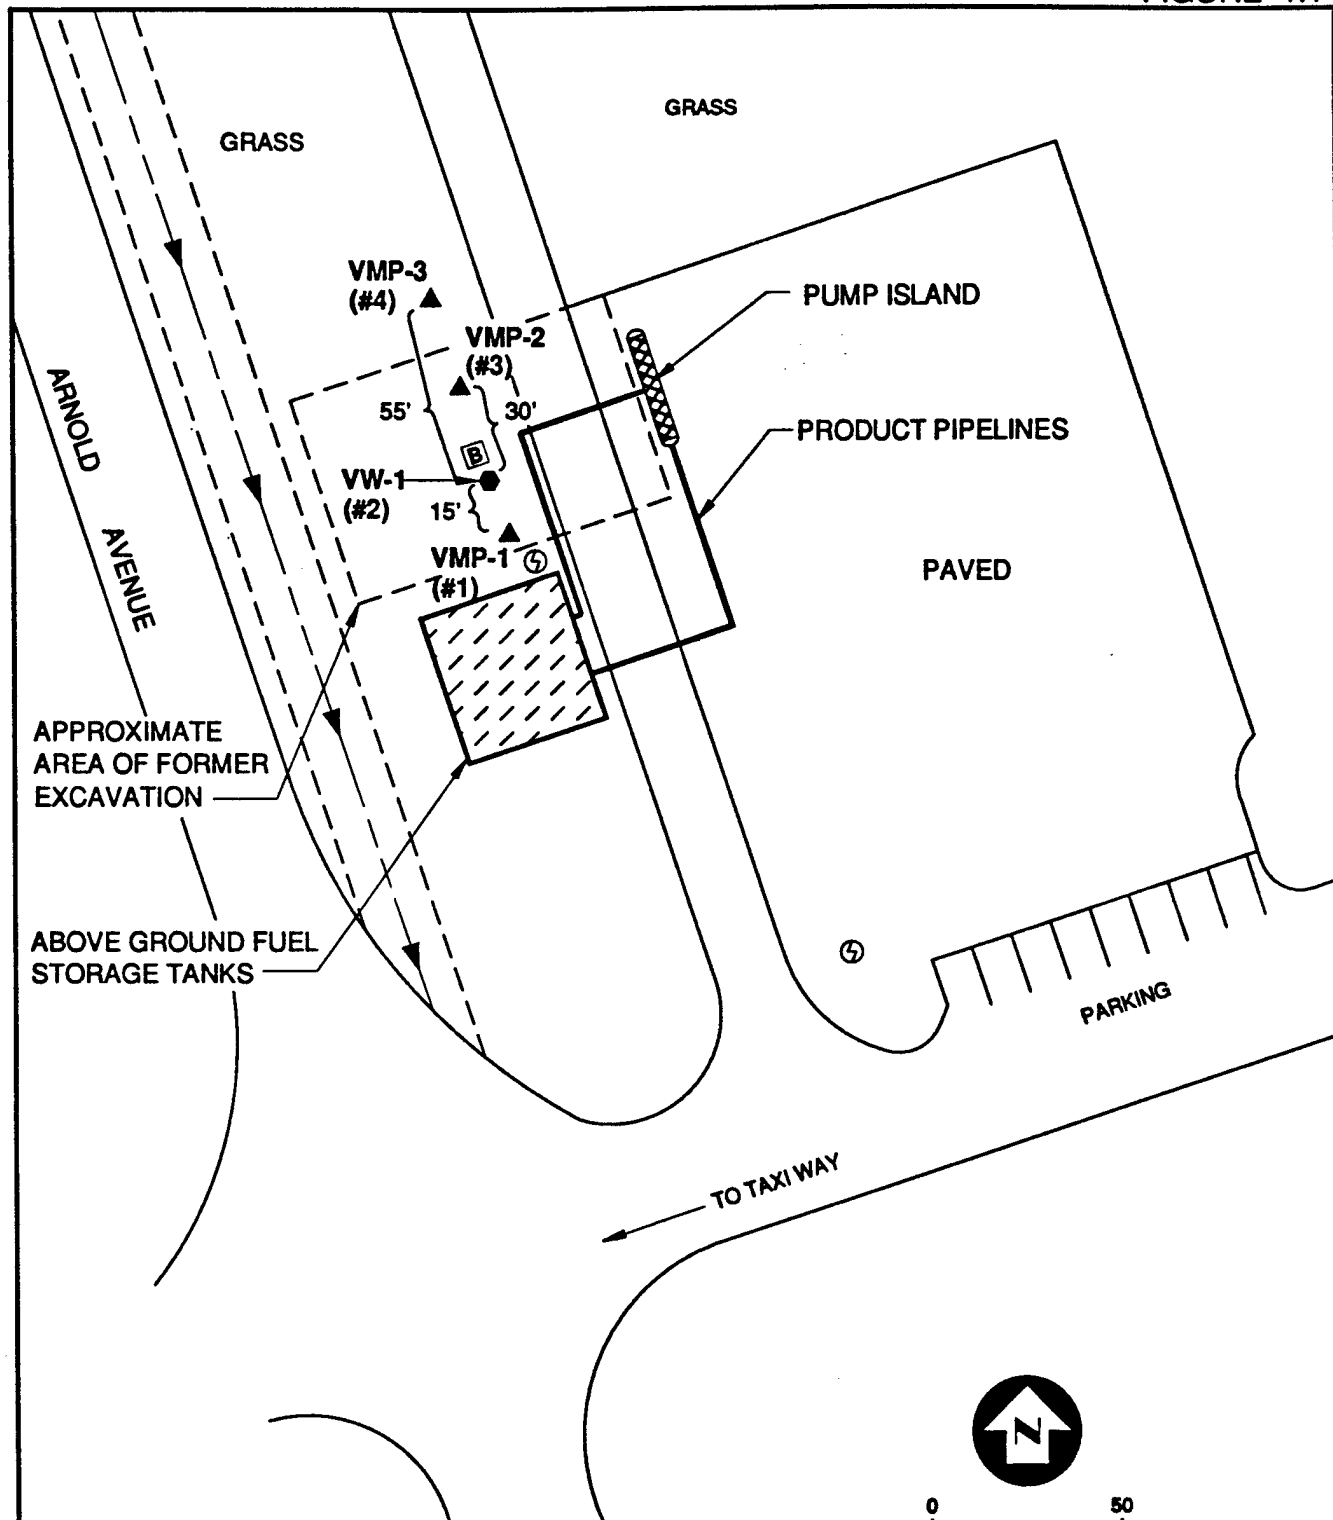 GRASS
GRASS
VMP-3
(#4)
VMP-2
(#3)
PUMP ISLAND
55'
30'
ARNOLD
AVENUE
PRODUCT PIPELINES
B
VW-1
(#2)
15'
VMP-1
(#1)
PAVED
APPROXIMATE
AREA OF FORMER
EXCAVATION
ABOVE GROUND FUEL
STORAGE TANKS
PARKING
TO TAXI WAY
N
0 50